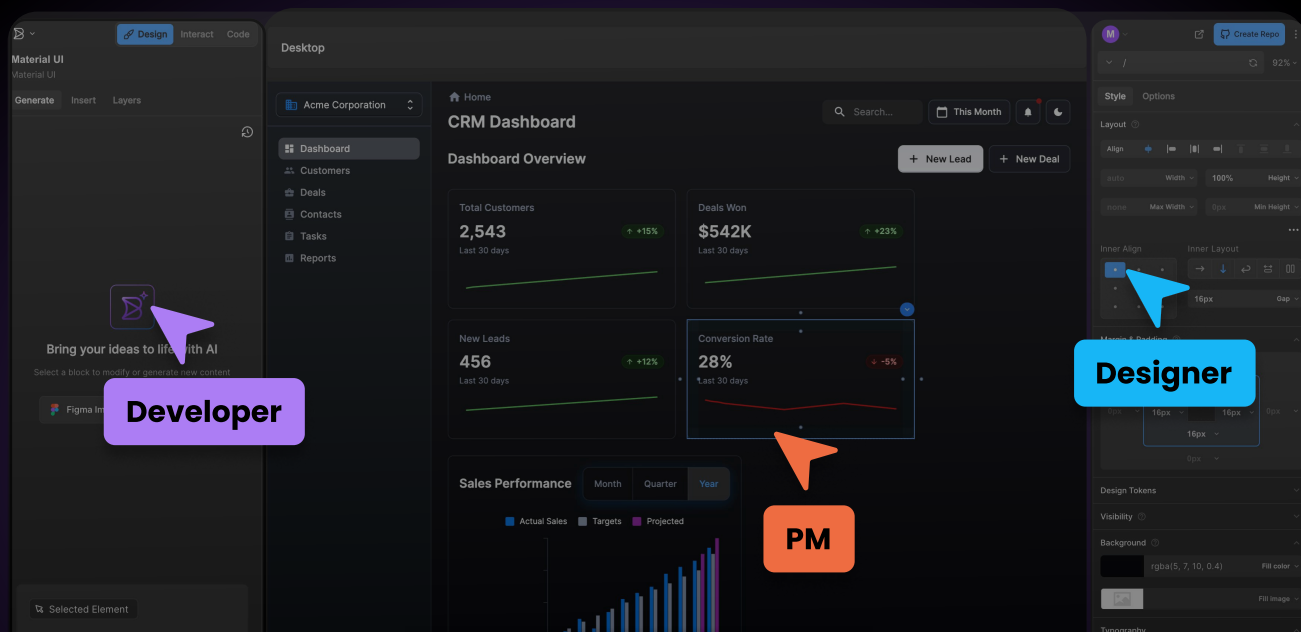 Design Interact Code
Material UI
Material UI
Generate Insert Layers
Bring your ideas to life with AI
Select a block to modify or generate new content
Figma Im
Developer
Selected Element
Desktop
Acme Corporation
Dashboard
Customers
Deals
Contacts
Tasks
Reports
Home
CRM Dashboard
Search...
This Month
Dashboard Overview
+ New Lead
+ New Deal
Total Customers
2,543
↑ +15%
Last 30 days
Deals Won
$542K
↑ +23%
Last 30 days
New Leads
456
↑ +12%
Last 30 days
Conversion Rate
28%
↓ -5%
Last 30 days
PM
Sales Performance
Month Quarter Year
Actual Sales Targets Projected
M
Create Repo
/
92%
Style Options
Layout
Align
auto Width 100% Height
none Max Width 0px Min Height
Inner Align Inner Layout
16px Gap
Designer
Margin & Padding
0px 16px 16px 0px
16px
0px
Design Tokens
Visibility
Background
rgba(5, 7, 10, 0.4) Fill color
Fill image
Typography